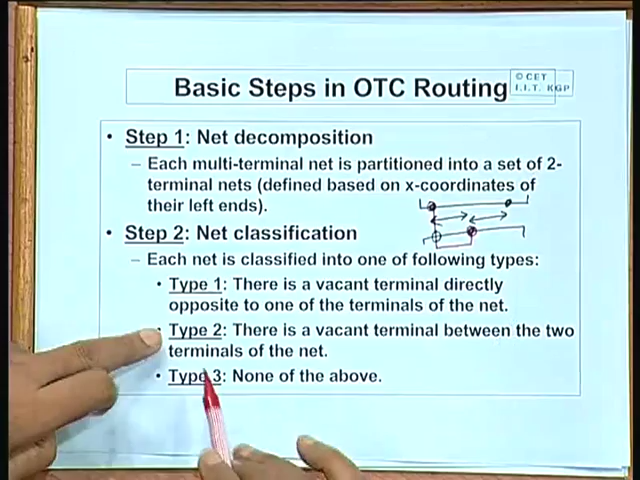 © CET
I.I.T. KGP
Basic Steps in OTC Routing
• Step 1: Net decomposition
– Each multi-terminal net is partitioned into a set of 2-
terminal nets (defined based on x-coordinates of
their left ends).
• Step 2: Net classification
– Each net is classified into one of following types:
• Type 1: There is a vacant terminal directly
opposite to one of the terminals of the net.
• Type 2: There is a vacant terminal between the two
terminals of the net.
• Type 3: None of the above.